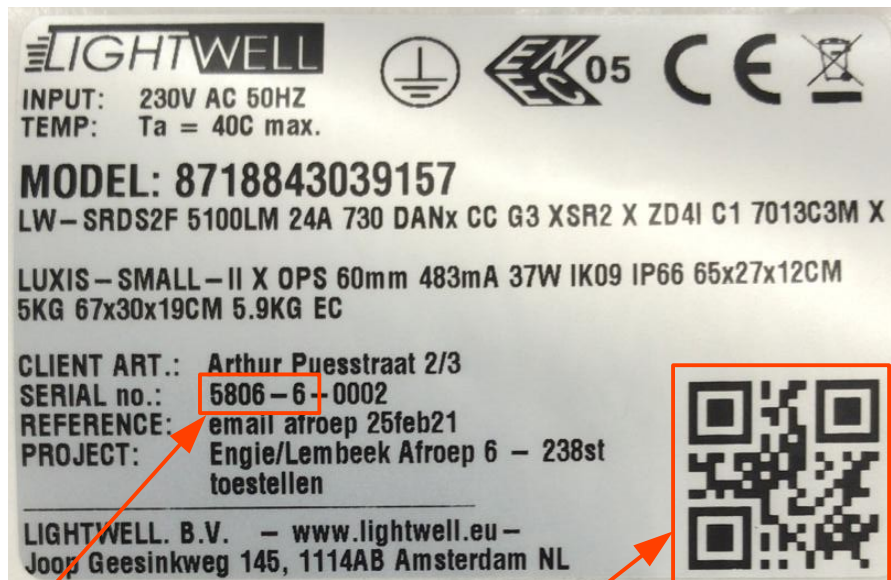 LIGHTWELL
INPUT: 230V AC 50HZ
TEMP: Ta = 40C max.
ENEC 05 CE
MODEL: 8718843039157
LW-SRDS2F 5100LM 24A 730 DANx CC G3 XSR2 X ZD4I C1 7013C3M X
LUXIS-SMALL-II X OPS 60mm 483mA 37W IK09 IP66 65x27x12CM
5KG 67x30x19CM 5.9KG EC
CLIENT ART.: Arthur Puesstraat 2/3
SERIAL no.: 5806-6-0002
REFERENCE: email afroep 25feb21
PROJECT: Engie/Lembeek Afroep 6 - 238st
toestellen
LIGHTWELL. B.V. - www.lightwell.eu-
Joop Geesinkweg 145, 1114AB Amsterdam NL